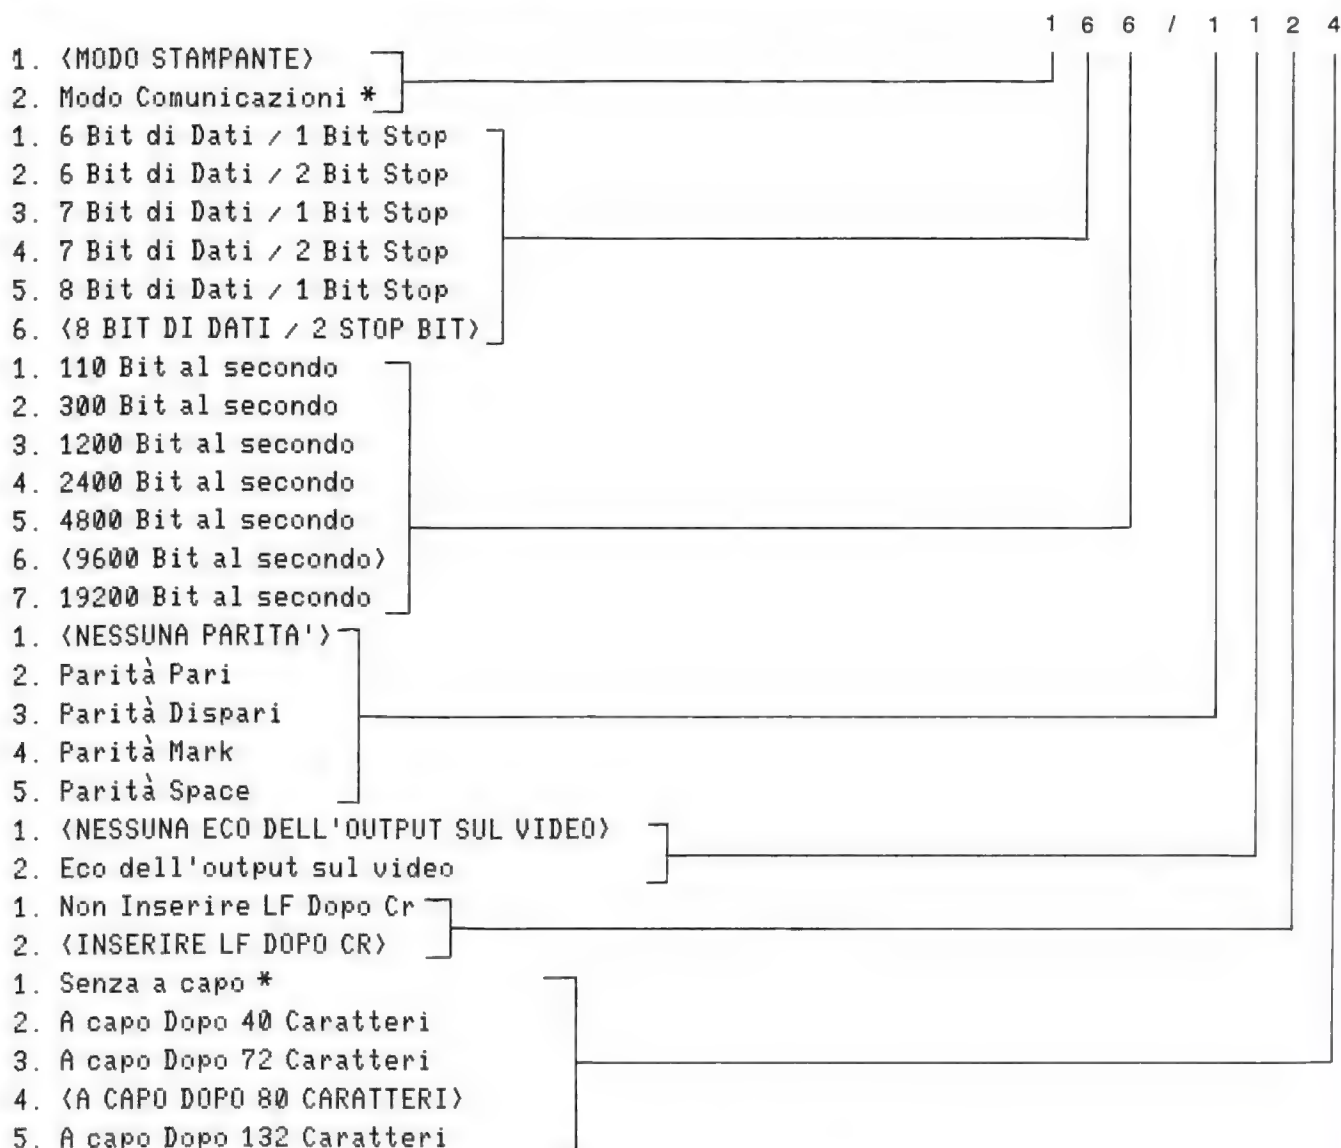 1 6 6 / 1 1 2 4
1. <MODO STAMPANTE>
2. Modo Comunicazioni *
1. 6 Bit di Dati / 1 Bit Stop
2. 6 Bit di Dati / 2 Bit Stop
3. 7 Bit di Dati / 1 Bit Stop
4. 7 Bit di Dati / 2 Bit Stop
5. 8 Bit di Dati / 1 Bit Stop
6. <8 BIT DI DATI / 2 STOP BIT>
1. 110 Bit al secondo
2. 300 Bit al secondo
3. 1200 Bit al secondo
4. 2400 Bit al secondo
5. 4800 Bit al secondo
6. <9600 Bit al secondo>
7. 19200 Bit al secondo
1. <NESSUNA PARITA'>
2. Parità Pari
3. Parità Dispari
4. Parità Mark
5. Parità Space
1. <NESSUNA ECO DELL'OUTPUT SUL VIDEO>
2. Eco dell'output sul video
1. Non Inserire LF Dopo Cr
2. <INSERIRE LF DOPO CR>
1. Senza a capo *
2. A capo Dopo 40 Caratteri
3. A capo Dopo 72 Caratteri
4. <A CAPO DOPO 80 CARATTERI>
5. A capo Dopo 132 Caratteri